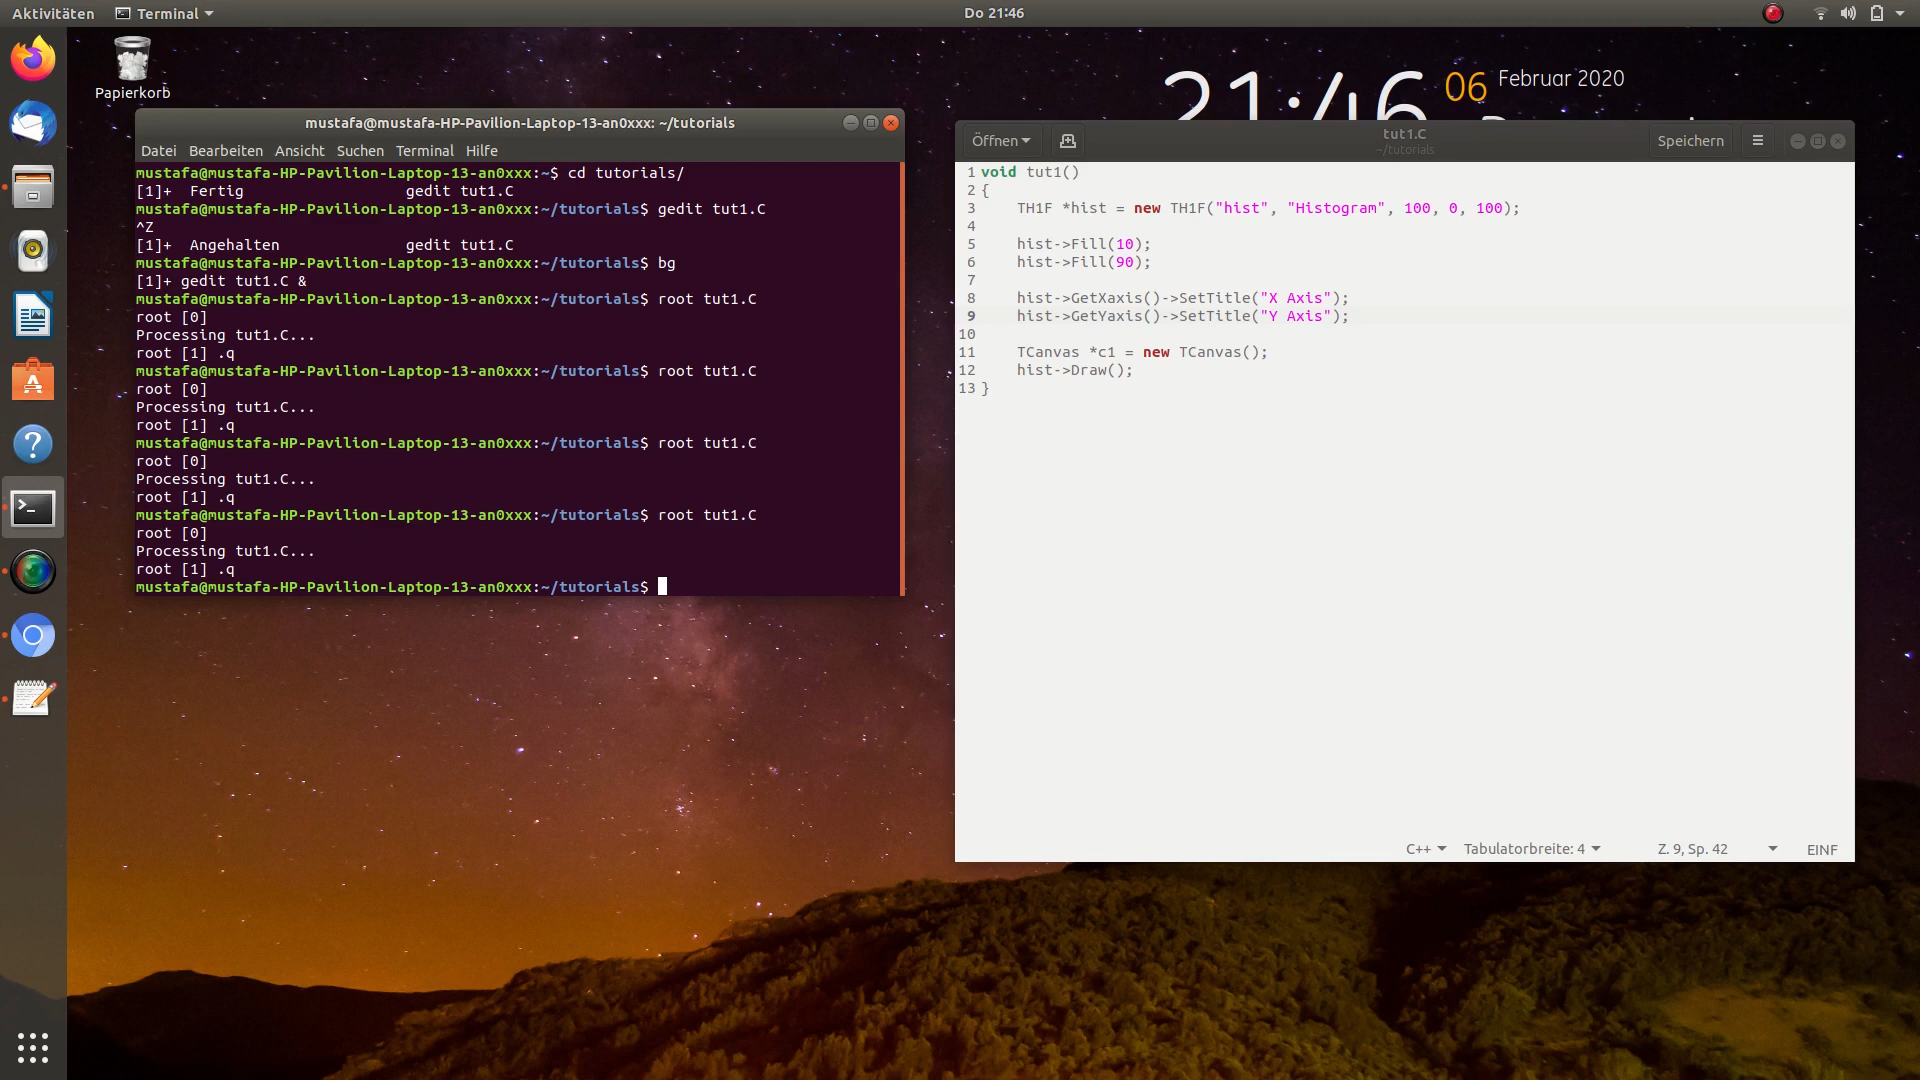 Aktivitäten
Terminal
Do 21:46
Papierkorb
21:46 06 Februar 2020
mustafa@mustafa-HP-Pavilion-Laptop-13-an0xxx: ~/tutorials
Datei Bearbeiten Ansicht Suchen Terminal Hilfe
mustafa@mustafa-HP-Pavilion-Laptop-13-an0xxx:~$ cd tutorials/
[1]+  Fertig                  gedit tut1.C
mustafa@mustafa-HP-Pavilion-Laptop-13-an0xxx:~/tutorials$ gedit tut1.C
^Z
[1]+  Angehalten              gedit tut1.C
mustafa@mustafa-HP-Pavilion-Laptop-13-an0xxx:~/tutorials$ bg
[1]+ gedit tut1.C &
mustafa@mustafa-HP-Pavilion-Laptop-13-an0xxx:~/tutorials$ root tut1.C
root [0]
Processing tut1.C...
root [1] .q
mustafa@mustafa-HP-Pavilion-Laptop-13-an0xxx:~/tutorials$ root tut1.C
root [0]
Processing tut1.C...
root [1] .q
mustafa@mustafa-HP-Pavilion-Laptop-13-an0xxx:~/tutorials$ root tut1.C
root [0]
Processing tut1.C...
root [1] .q
mustafa@mustafa-HP-Pavilion-Laptop-13-an0xxx:~/tutorials$ root tut1.C
root [0]
Processing tut1.C...
root [1] .q
mustafa@mustafa-HP-Pavilion-Laptop-13-an0xxx:~/tutorials$
Öffnen
tut1.C
~/tutorials
Speichern
1 void tut1()
2 {
3     TH1F *hist = new TH1F("hist", "Histogram", 100, 0, 100);
4
5     hist->Fill(10);
6     hist->Fill(90);
7
8     hist->GetXaxis()->SetTitle("X Axis");
9     hist->GetYaxis()->SetTitle("Y Axis");
10
11     TCanvas *c1 = new TCanvas();
12     hist->Draw();
13 }
C++ Tabulatorbreite: 4 Z. 9, Sp. 42 EINF